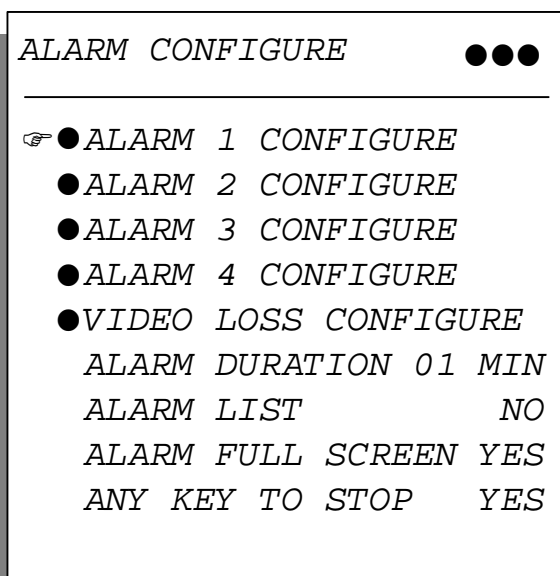 ALARM CONFIGURE ●●●
☞●ALARM 1 CONFIGURE
●ALARM 2 CONFIGURE
●ALARM 3 CONFIGURE
●ALARM 4 CONFIGURE
●VIDEO LOSS CONFIGURE
ALARM DURATION 01 MIN
ALARM LIST NO
ALARM FULL SCREEN YES
ANY KEY TO STOP YES